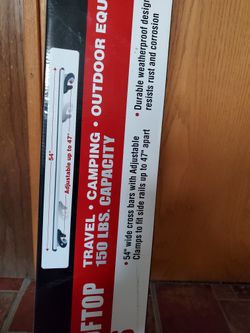 54"
Adjustable up to 47"
TRAVEL • CAMPING • OUTDOOR EQU
150 LBS. CAPACITY
• 54" wide cross bars with Adjustable
Clamps to fit side rails up to 47" apart
• Durable weatherproof design
resists rust and corrosion
FTOP